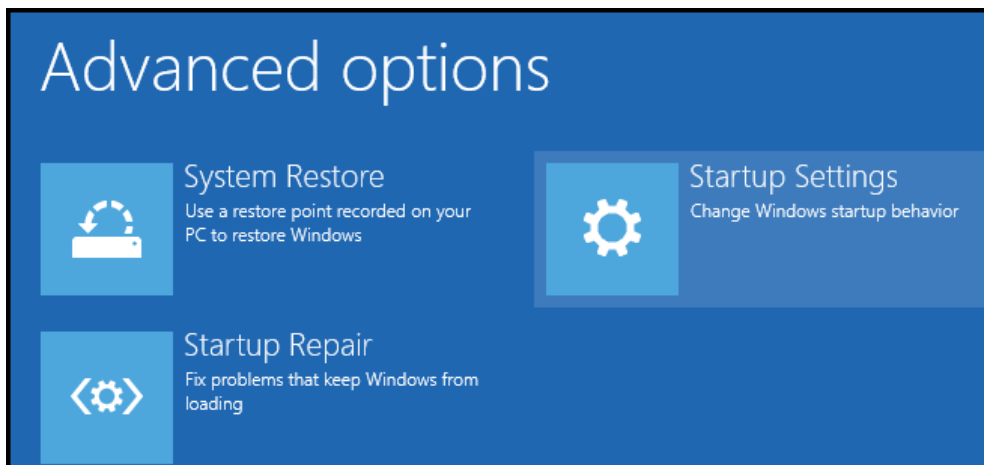 Advanced options
System Restore
Use a restore point recorded on your
PC to restore Windows
Startup Settings
Change Windows startup behavior
Startup Repair
Fix problems that keep Windows from
loading